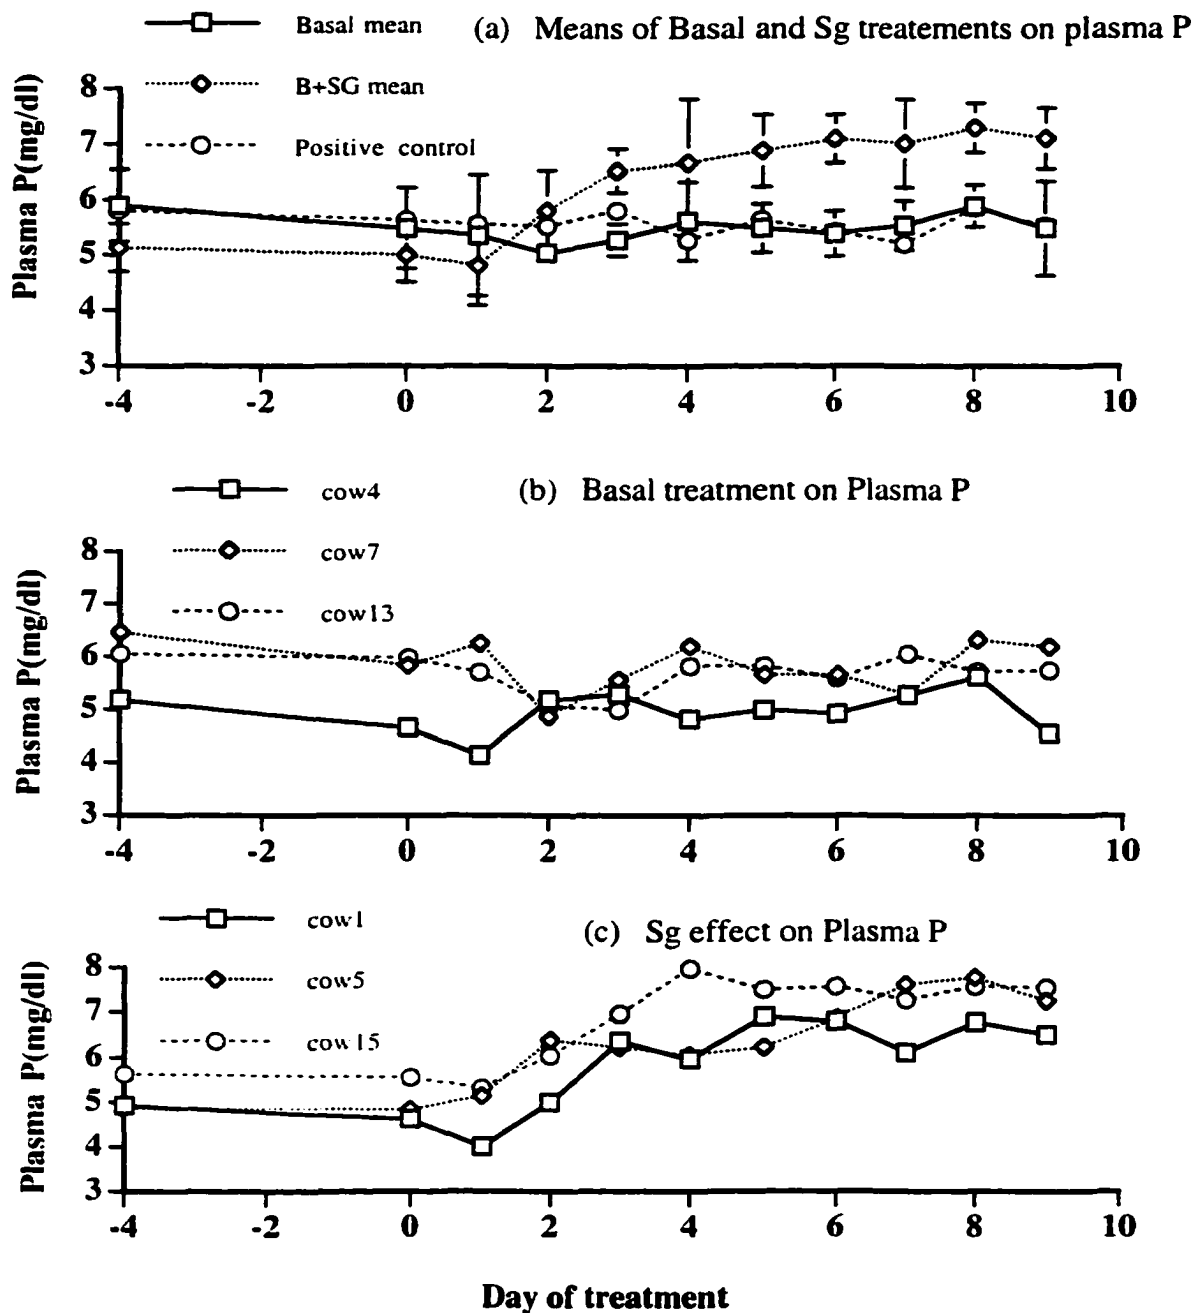 Basal mean
(a) Means of Basal and Sg treatements on plasma P
B+SG mean
Positive control
Plasma P(mg/dl)
8
7
6
5
4
3
-4 -2 0 2 4 6 8 10
cow4
(b) Basal treatment on Plasma P
cow7
cow13
Plasma P(mg/dl)
8
7
6
5
4
3
-4 -2 0 2 4 6 8 10
cow1
(c) Sg effect on Plasma P
cow5
cow15
Plasma P(mg/dl)
8
7
6
5
4
3
-4 -2 0 2 4 6 8 10
Day of treatment